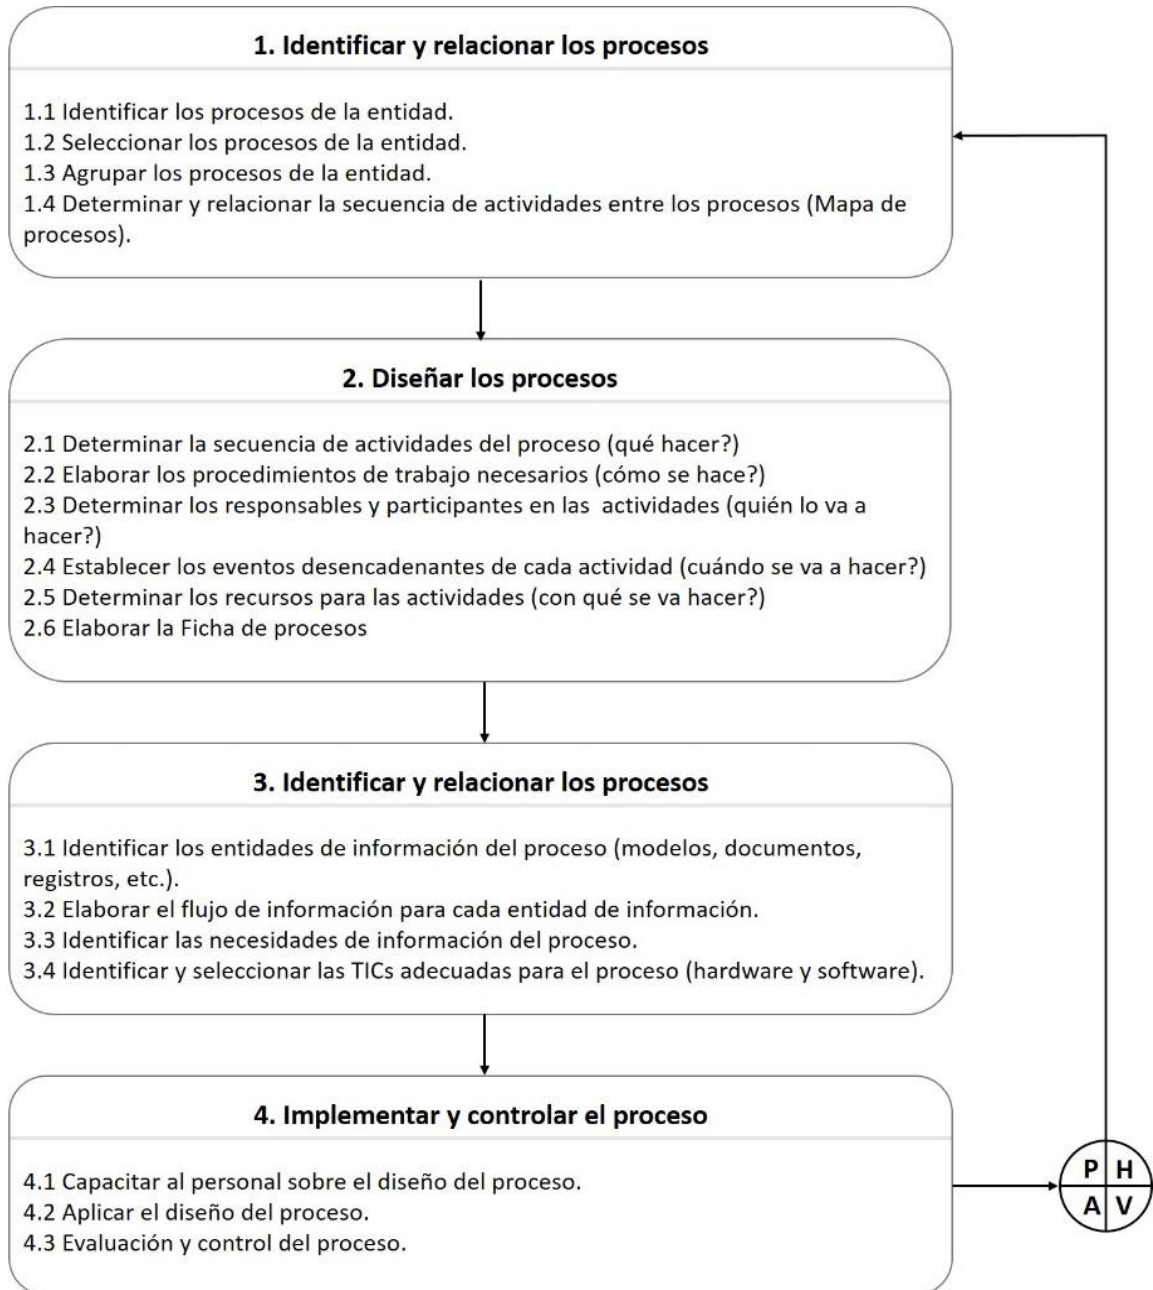 1. Identificar y relacionar los procesos
1.1 Identificar los procesos de la entidad.
1.2 Seleccionar los procesos de la entidad.
1.3 Agrupar los procesos de la entidad.
1.4 Determinar y relacionar la secuencia de actividades entre los procesos (Mapa de
procesos).
2. Diseñar los procesos
2.1 Determinar la secuencia de actividades del proceso (qué hacer?)
2.2 Elaborar los procedimientos de trabajo necesarios (cómo se hace?)
2.3 Determinar los responsables y participantes en las actividades (quién lo va a
hacer?)
2.4 Establecer los eventos desencadenantes de cada actividad (cuándo se va a hacer?)
2.5 Determinar los recursos para las actividades (con qué se va hacer?)
2.6 Elaborar la Ficha de procesos
3. Identificar y relacionar los procesos
3.1 Identificar los entidades de información del proceso (modelos, documentos,
registros, etc.).
3.2 Elaborar el flujo de información para cada entidad de información.
3.3 Identificar las necesidades de información del proceso.
3.4 Identificar y seleccionar las TICs adecuadas para el proceso (hardware y software).
4. Implementar y controlar el proceso
4.1 Capacitar al personal sobre el diseño del proceso.
4.2 Aplicar el diseño del proceso.
4.3 Evaluación y control del proceso.
P H
A V